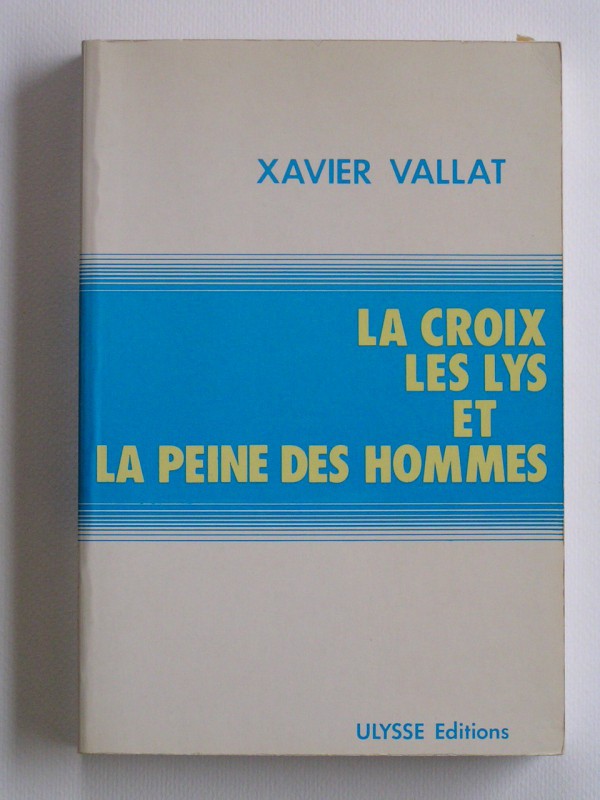 XAVIER VALLAT
LA CROIX
LES LYS
ET
LA PEINE DES HOMMES
ULYSSE Editions